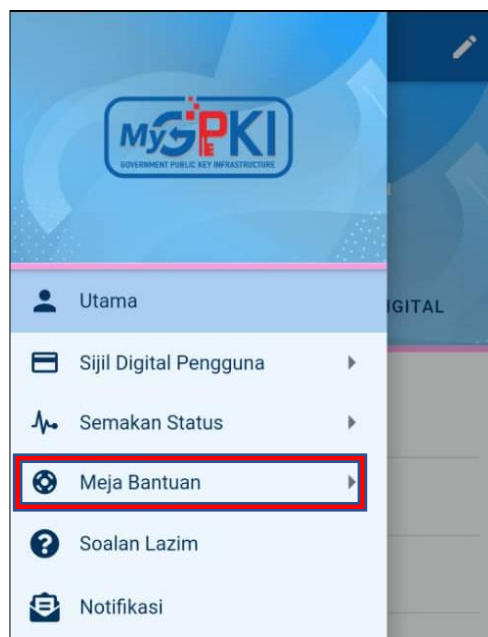 MyGPKI
GOVERNMENT PUBLIC KEY INFRASTRUCTURE
Utama
IGITAL
Sijil Digital Pengguna
Semakan Status
Meja Bantuan
Soalan Lazim
Notifikasi